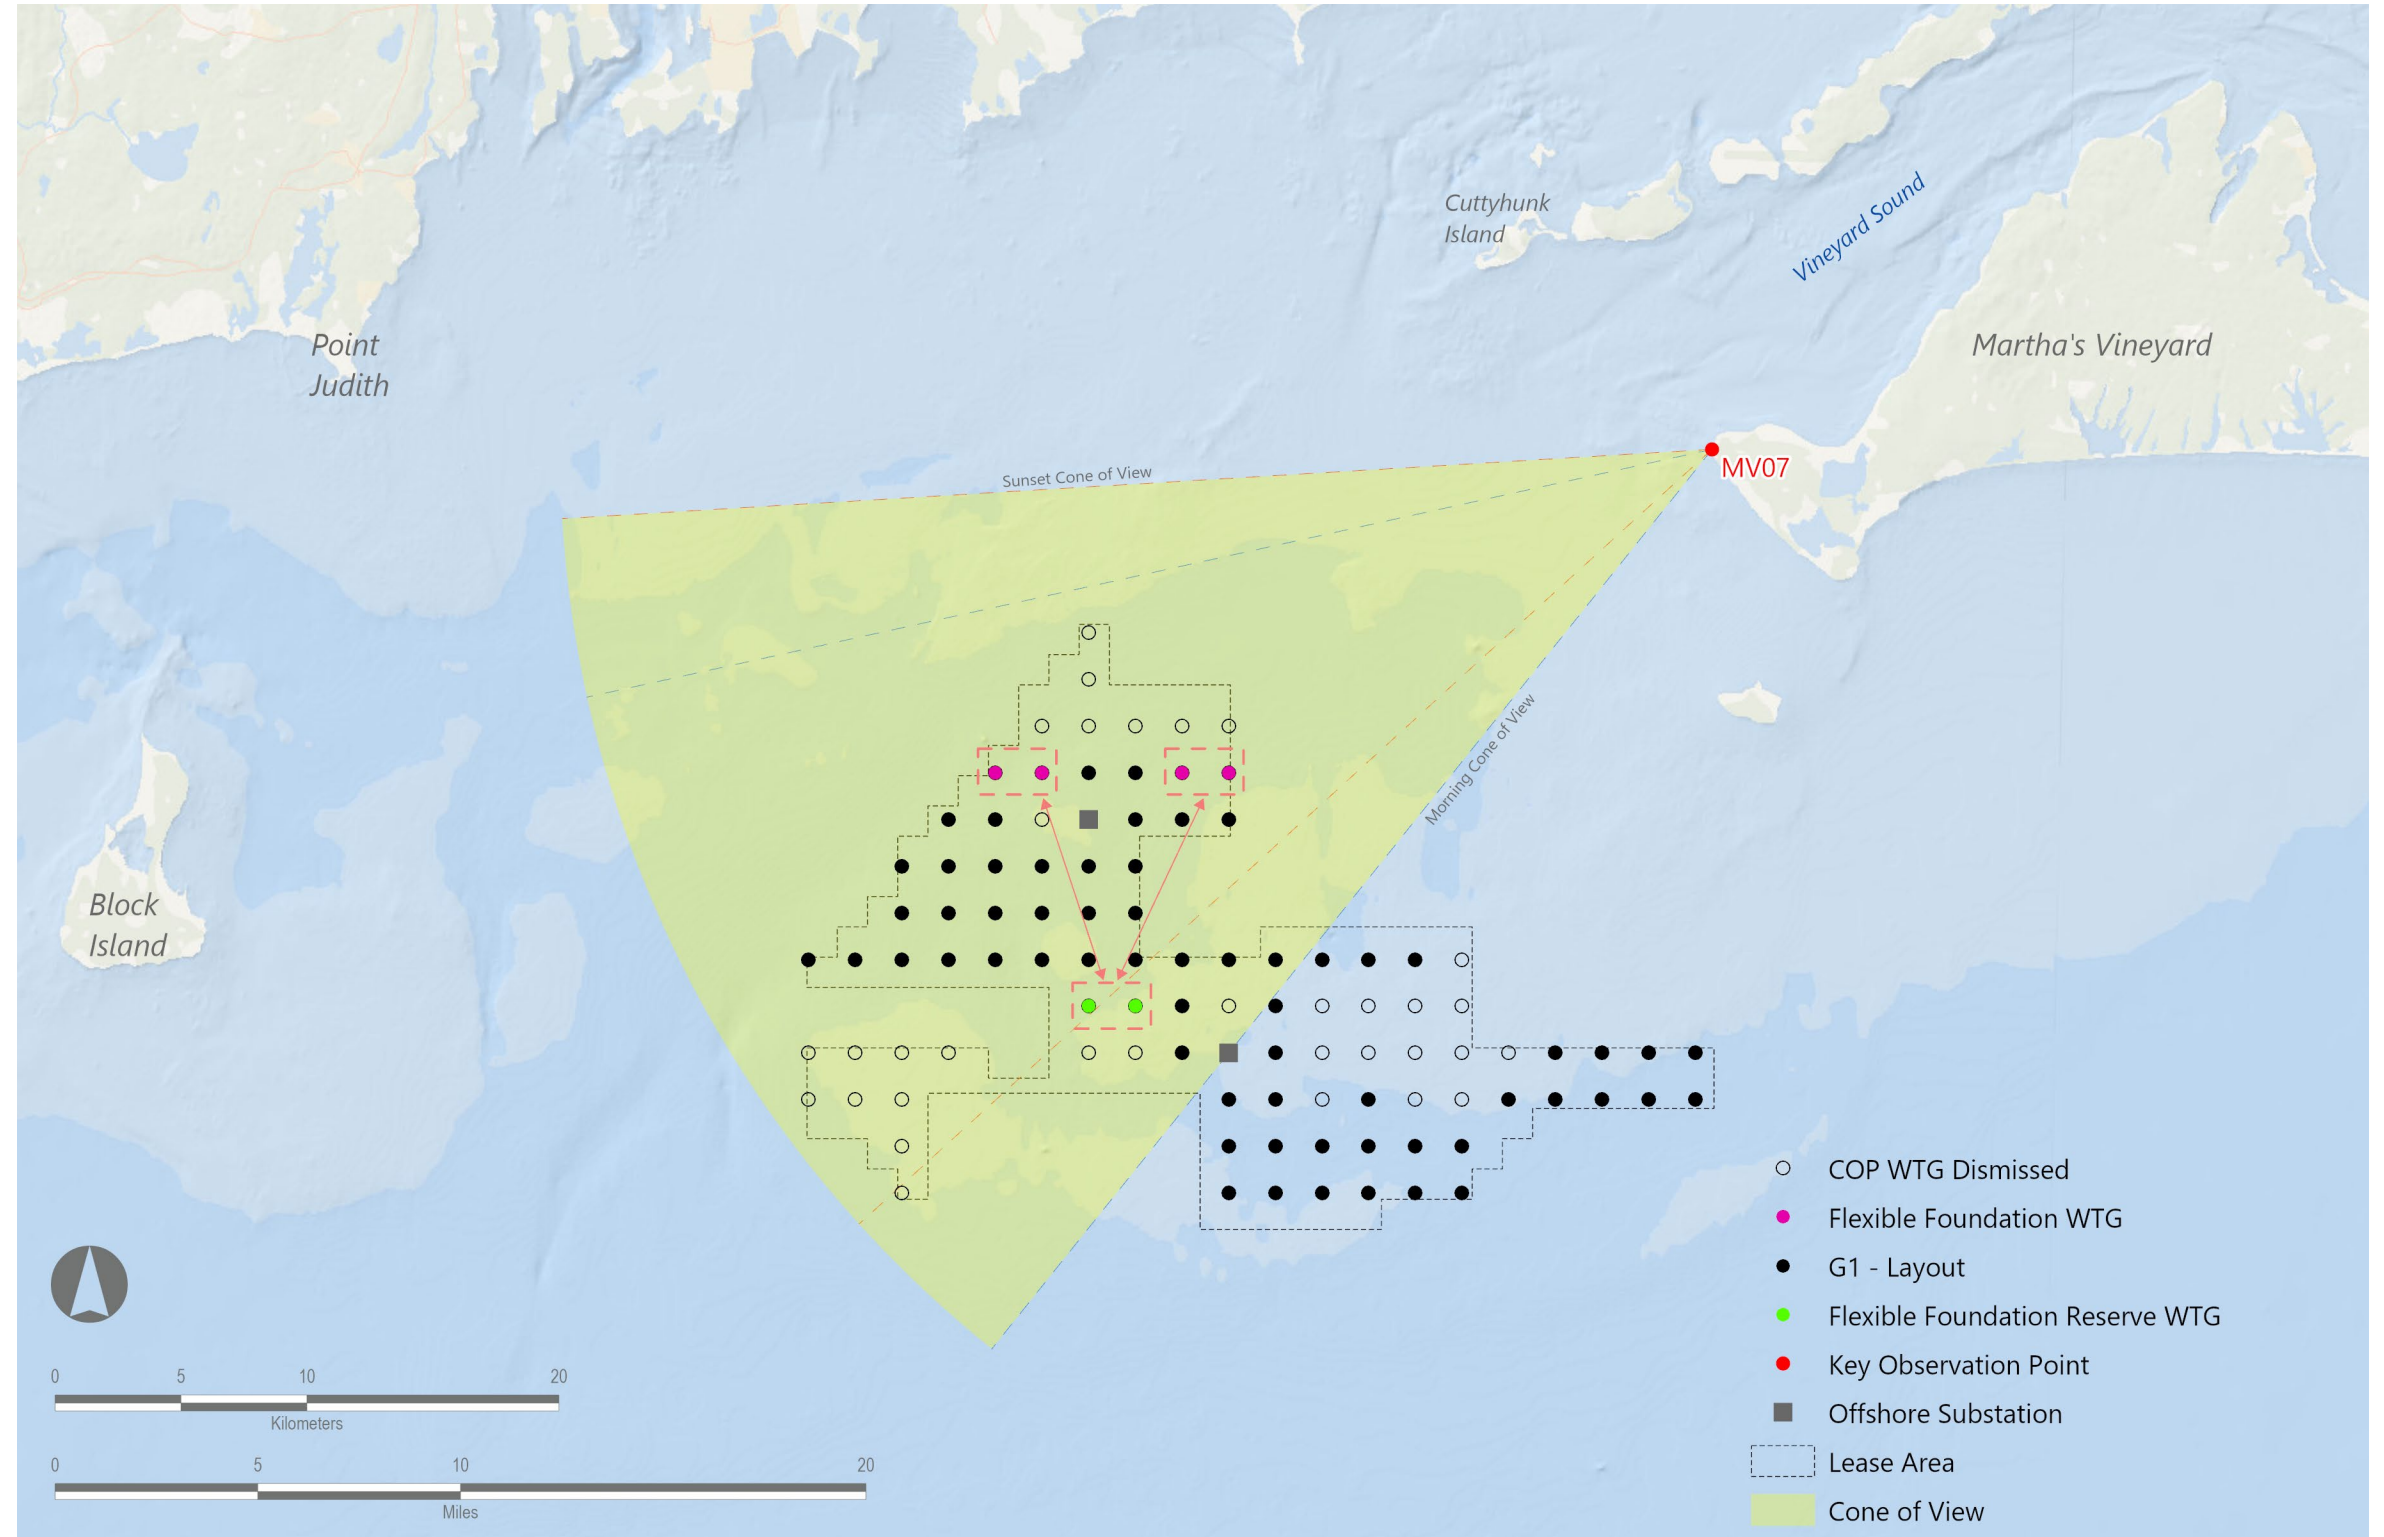 Cuttyhunk
Island
Vineyard Sound
Point
Judith
Martha's Vineyard
MV07
Sunset Cone of View
Morning Cone of View
Block
Island
COP WTG Dismissed
Flexible Foundation WTG
G1 - Layout
Flexible Foundation Reserve WTG
Key Observation Point
Offshore Substation
Lease Area
Cone of View
0 5 10 20
Kilometers
0 5 10 20
Miles